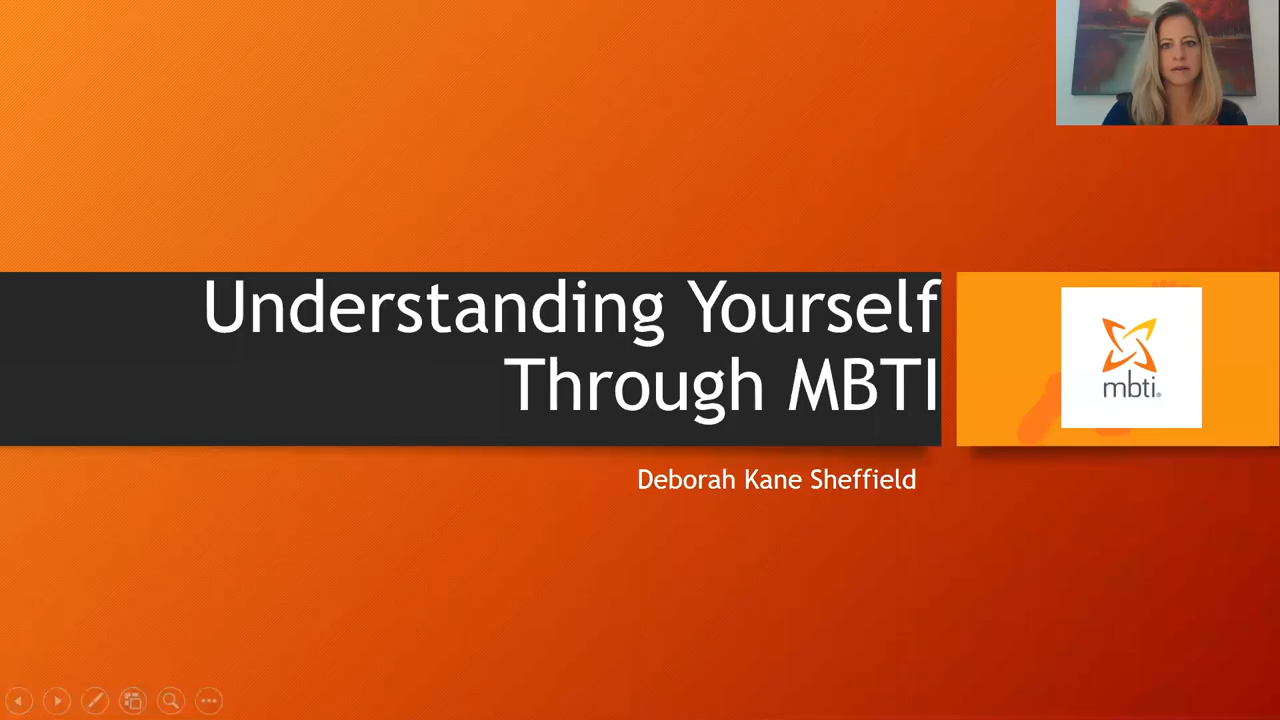 Understanding Yourself
Through MBTI
mbti®
Deborah Kane Sheffield